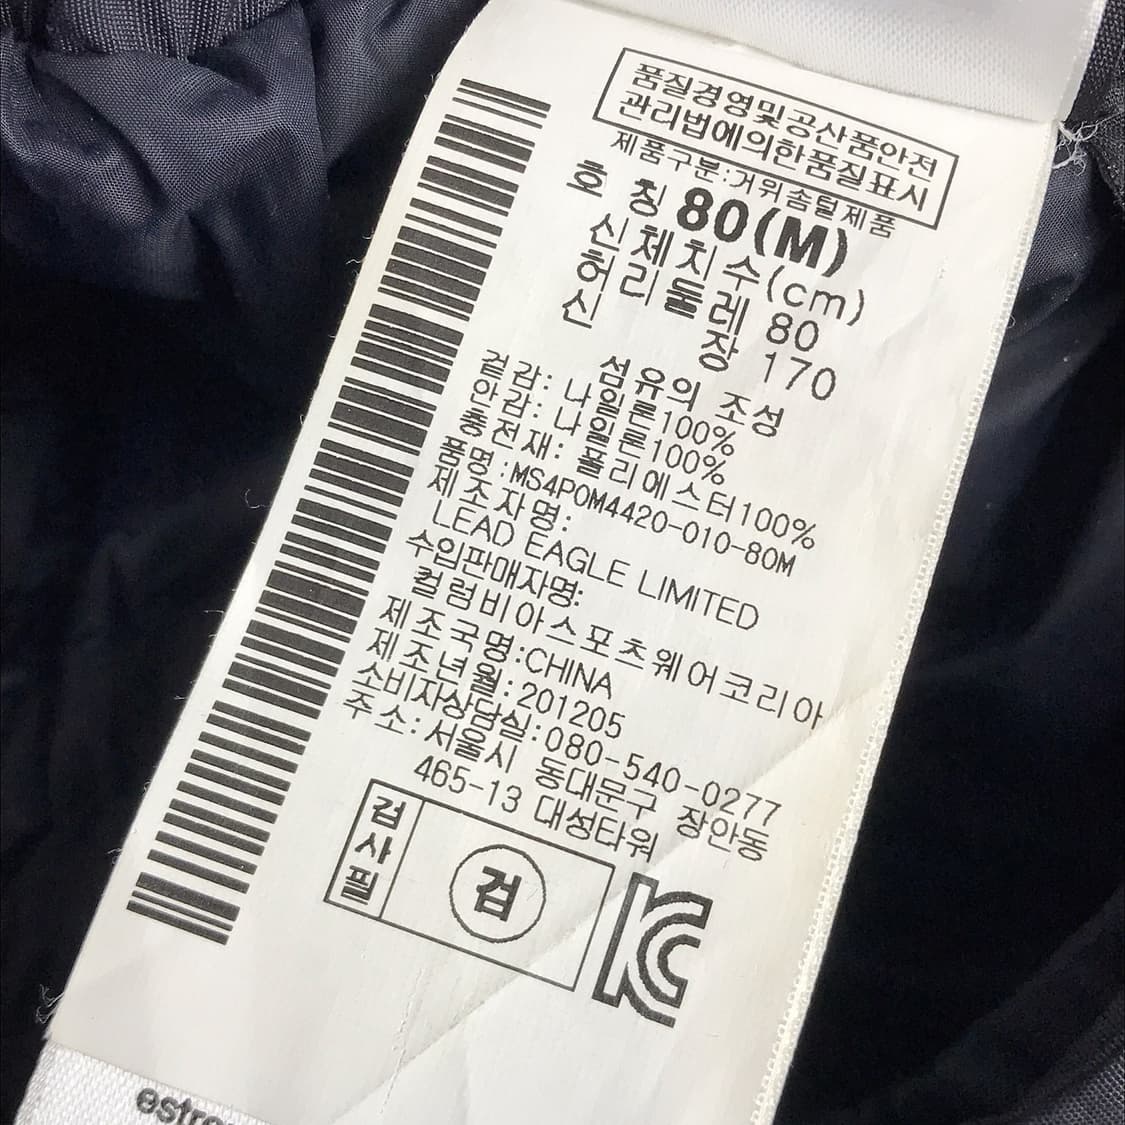 품질경영및공산품안전
관리법에의한품질표시
제품구분:거위솜털제품
호 칭 80(M)
신체치수(cm)
허리둘레 80
신 장 170
섬유의 조성
겉감: 나일론100%
안감: 나일론100%
충전재: 폴리에스터100%
품명:MS4P0M4420-010-80M
제조자명:
LEAD EAGLE LIMITED
수입판매자명:
컬럼비아스포츠웨어코리아
제조국명:CHINA
제조년월:201205
소비자상담실:080-540-0277
주소:서울시 동대문구 장안동
465-13 대성타워
검사필
검
KC